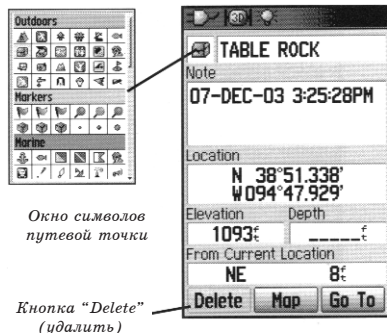 Outdoors
Markers
Marine
Окно символов
путевой точки
Кнопка “Delete”
(удалить)
3D
TABLE ROCK
Note
07-DEC-03 3:25:28PM
Location
N 38°51.338'
W094°47.929'
Elevation Depth
1093ft _____ft
From Current Location
NE 8ft
Delete Map Go To